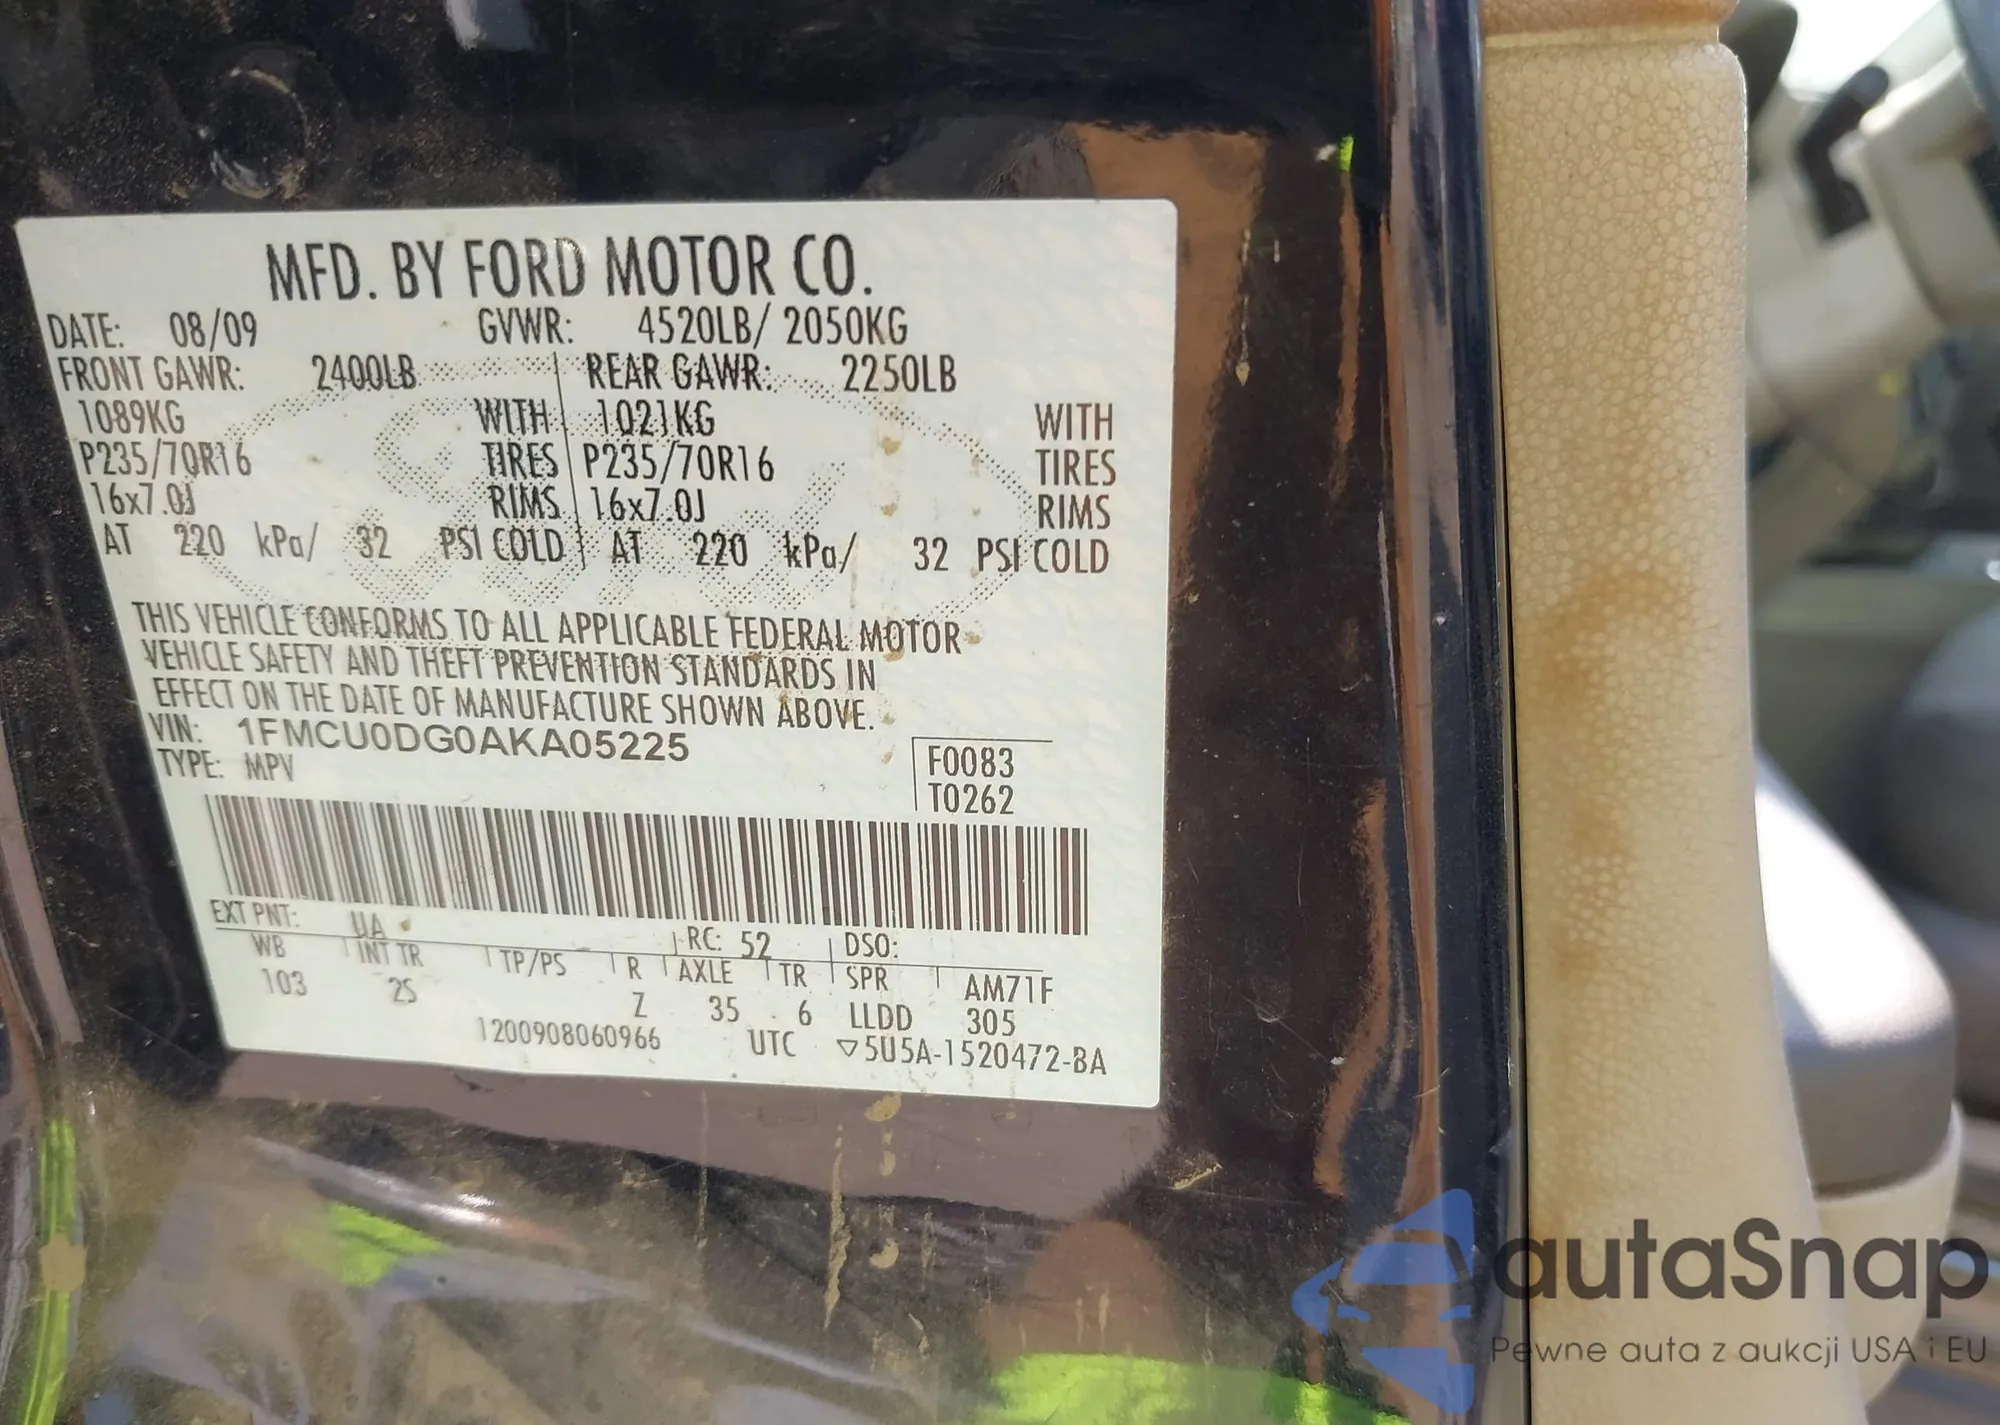 MFD. BY FORD MOTOR CO.
DATE: 08/09 GVWR: 4520LB/ 2050KG
FRONT GAWR: 2400LB REAR GAWR: 2250LB
1089KG WITH 1021KG WITH
P235/70R16 TIRES P235/70R16 TIRES
16x7.0J RIMS 16x7.0J RIMS
AT 220 kPa/ 32 PSI COLD AT 220 kPa/ 32 PSI COLD
THIS VEHICLE CONFORMS TO ALL APPLICABLE FEDERAL MOTOR
VEHICLE SAFETY AND THEFT PREVENTION STANDARDS IN
EFFECT ON THE DATE OF MANUFACTURE SHOWN ABOVE.
VIN: 1FMCU0DG0AKA05225
TYPE: MPV
F0083
T0262
EXT PNT: UA RC: 52 DSO:
WB INT TR TP/PS R AXLE TR SPR AM71F
103 2S Z 35 6 LLDD 305
1200908060966 UTC ▽5U5A-1520472-BA
autaSnap
Pewne auta z aukcji USA i EU